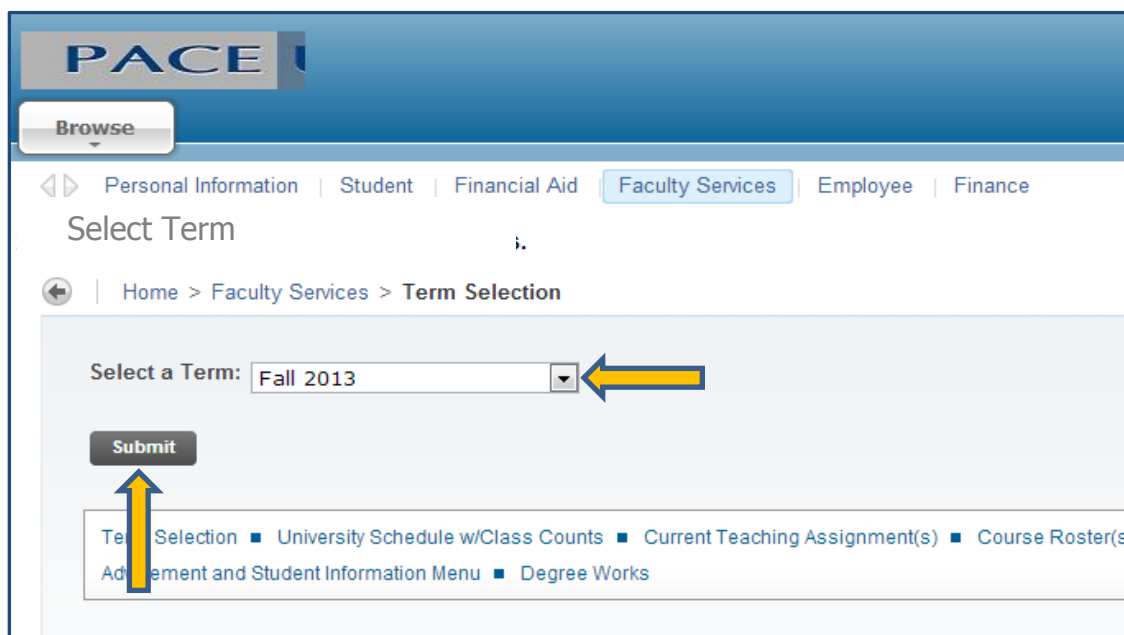 PACE
Browse
Personal Information | Student | Financial Aid | Faculty Services | Employee | Finance
Select Term
s.
Home > Faculty Services > Term Selection
Select a Term: Fall 2013
Submit
Selection ■ University Schedule w/Class Counts ■ Current Teaching Assignment(s) ■ Course Roster(s
and Student Information Menu ■ Degree Works